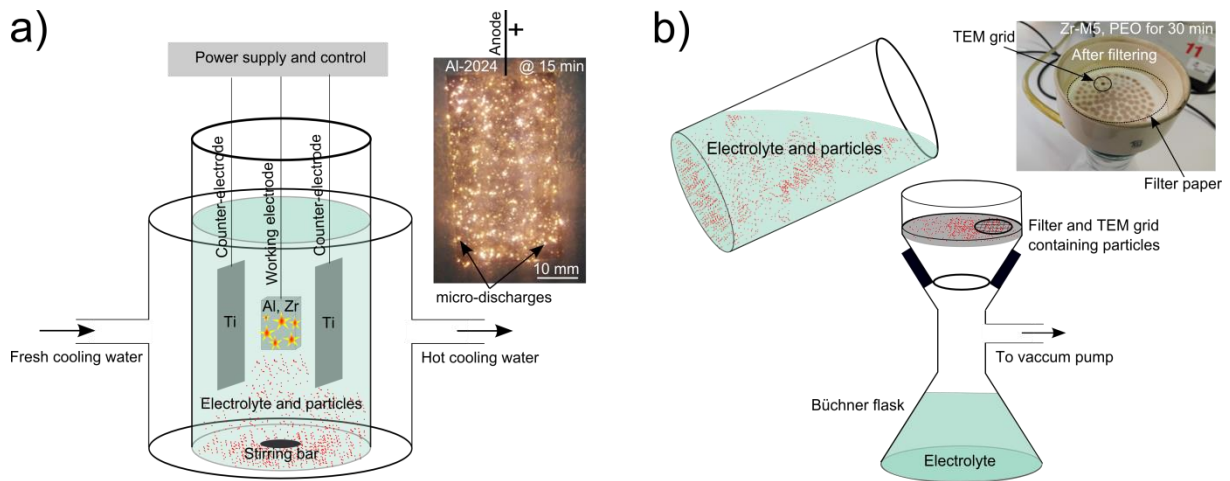 a)
Power supply and control
Anode
+
Al-2024 @ 15 min
Counter-electrode
Working electrode
Counter-electrode
10 mm
micro-discharges
Ti
Al, Zr
Ti
Fresh cooling water
Hot cooling water
Electrolyte and particles
Stirring bar
b)
Zr-M5, PEO for 30 min
TEM grid
After filtering
11
Electrolyte and particles
Filter paper
Filter and TEM grid
containing particles
To vaccum pump
Büchner flask
Electrolyte